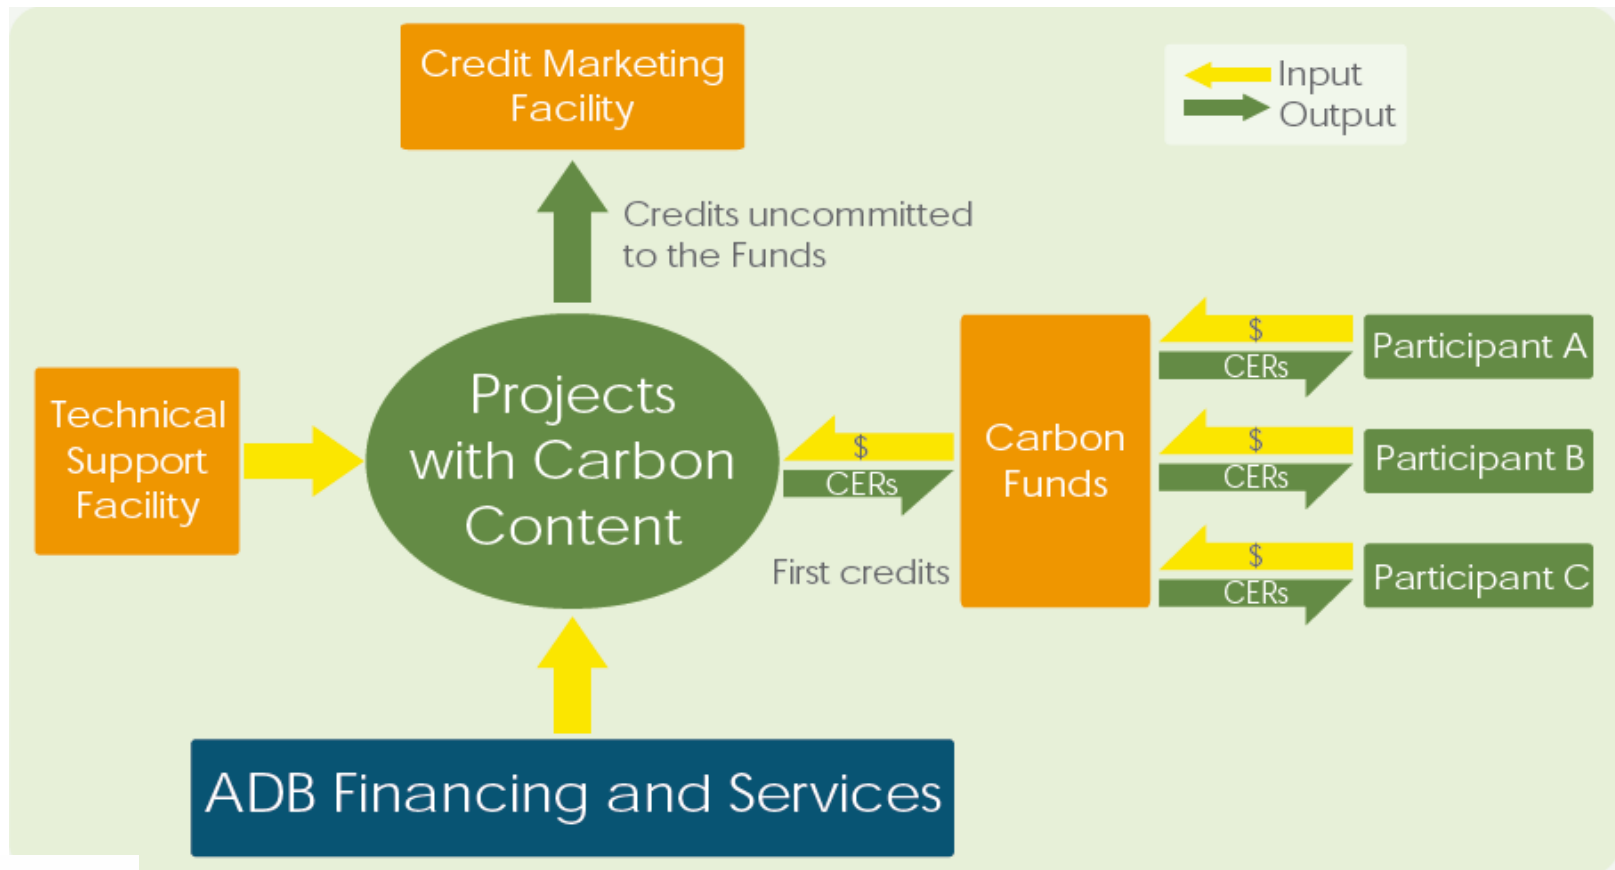 Credit Marketing
Facility
Input
Output
Credits uncommitted
to the Funds
Technical
Support
Facility
Projects
with Carbon
Content
$
CERs
First credits
Carbon
Funds
$
CERs
Participant A
$
CERs
Participant B
$
CERs
Participant C
ADB Financing and Services